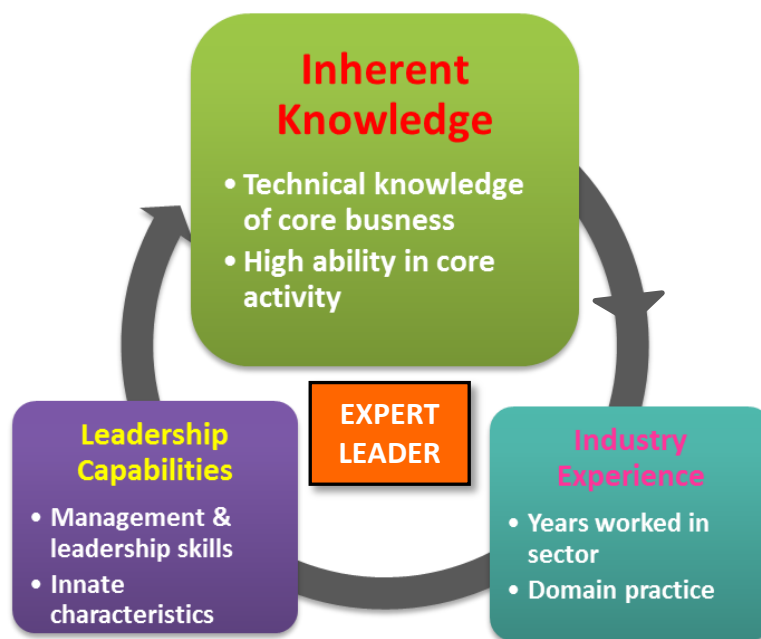 Inherent
Knowledge
• Technical knowledge
of core busness
• High ability in core
activity
EXPERT
LEADER
Leadership
Capabilities
• Management &
leadership skills
• Innate
characteristics
Industry
Experience
• Years worked in
sector
• Domain practice